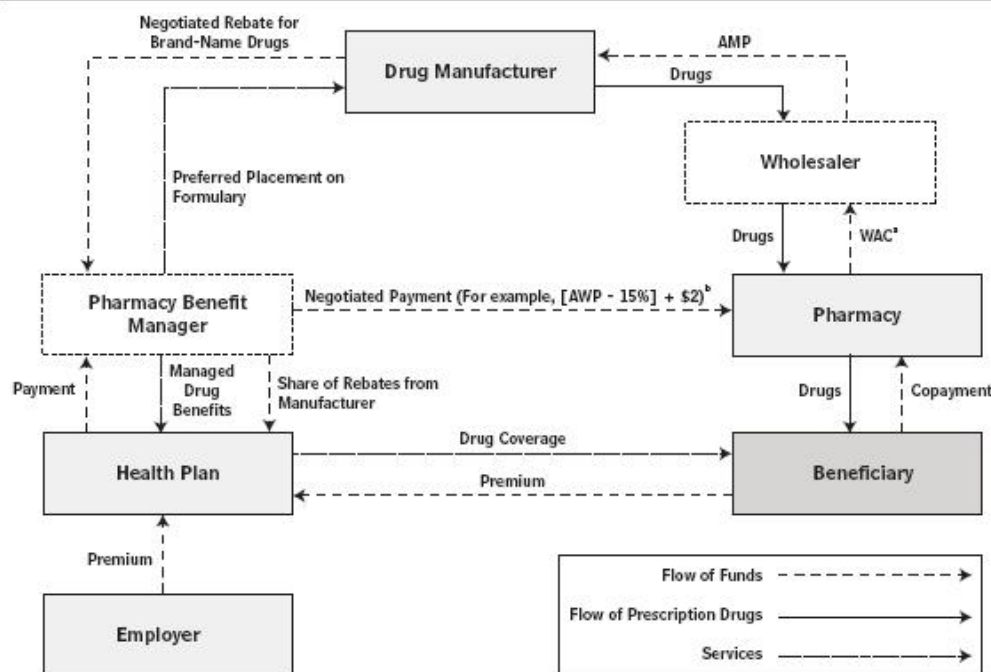 Negotiated Rebate for
Brand-Name Drugs
Drug Manufacturer
AMP
Drugs
Wholesaler
Preferred Placement on
Formulary
Drugs
WACª
Pharmacy Benefit
Manager
Negotiated Payment (For example, [AWP - 15%] + $2)ᵇ
Pharmacy
Payment
Managed
Drug
Benefits
Share of Rebates from
Manufacturer
Drugs
Copayment
Health Plan
Drug Coverage
Premium
Beneficiary
Premium
Employer
Flow of Funds
Flow of Prescription Drugs
Services